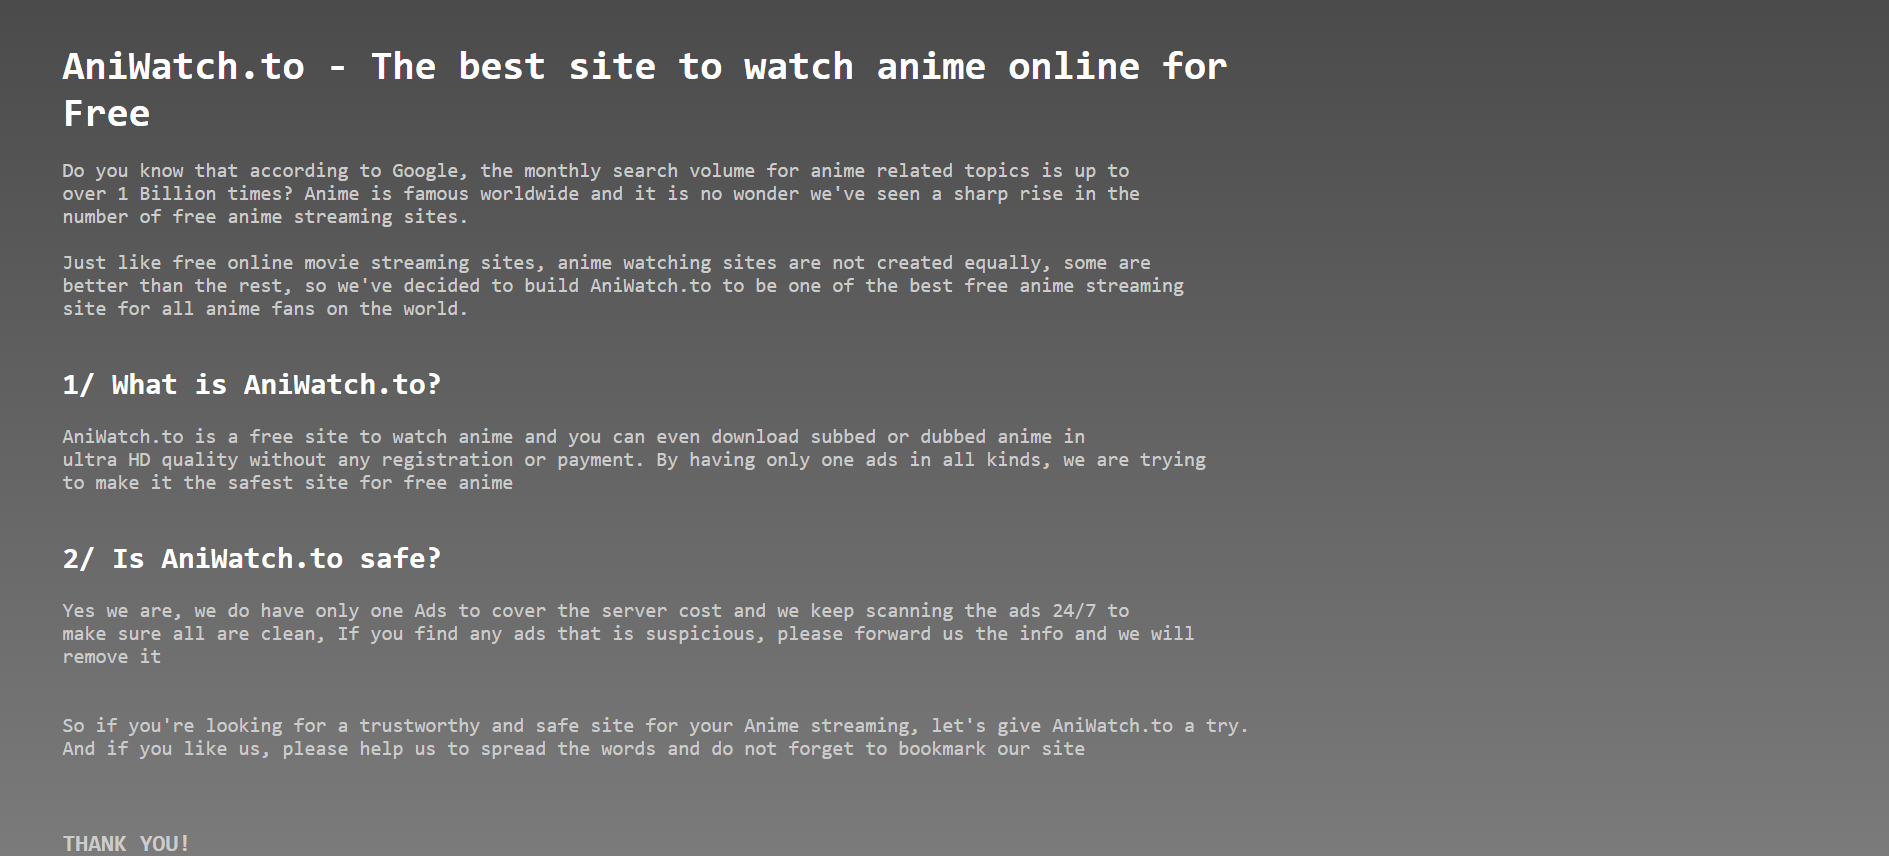 AniWatch.to - The best site to watch anime online for
Free
Do you know that according to Google, the monthly search volume for anime related topics is up to
over 1 Billion times? Anime is famous worldwide and it is no wonder we've seen a sharp rise in the
number of free anime streaming sites.
Just like free online movie streaming sites, anime watching sites are not created equally, some are
better than the rest, so we've decided to build AniWatch.to to be one of the best free anime streaming
site for all anime fans on the world.
1/ What is AniWatch.to?
AniWatch.to is a free site to watch anime and you can even download subbed or dubbed anime in
ultra HD quality without any registration or payment. By having only one ads in all kinds, we are trying
to make it the safest site for free anime
2/ Is AniWatch.to safe?
Yes we are, we do have only one Ads to cover the server cost and we keep scanning the ads 24/7 to
make sure all are clean, If you find any ads that is suspicious, please forward us the info and we will
remove it
So if you're looking for a trustworthy and safe site for your Anime streaming, let's give AniWatch.to a try.
And if you like us, please help us to spread the words and do not forget to bookmark our site
THANK YOU!